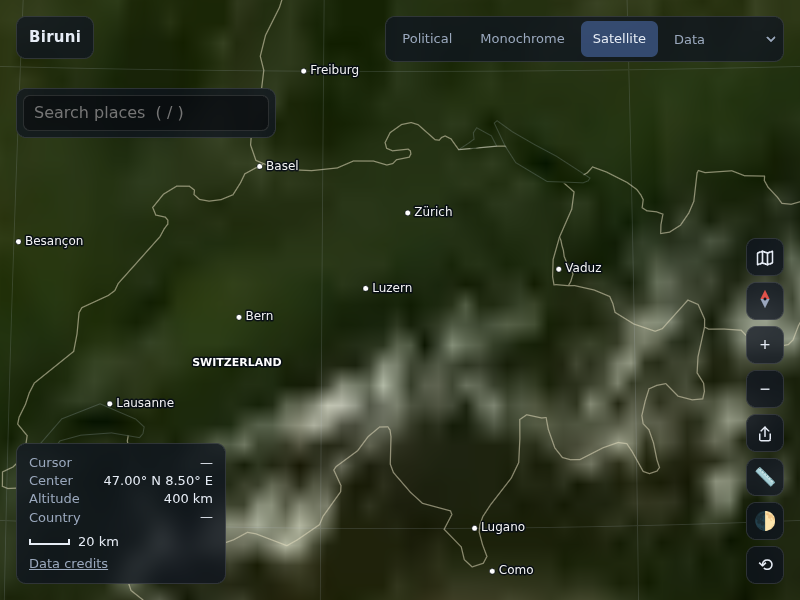 Biruni
Political Monochrome Satellite Data
Freiburg
Search places ( / )
Basel
Zürich
Besançon
Vaduz
Luzern
Bern
SWITZERLAND
Lausanne
Cursor —
Center 47.00° N 8.50° E
Altitude 400 km
Country —
20 km
Data credits
Lugano
Como